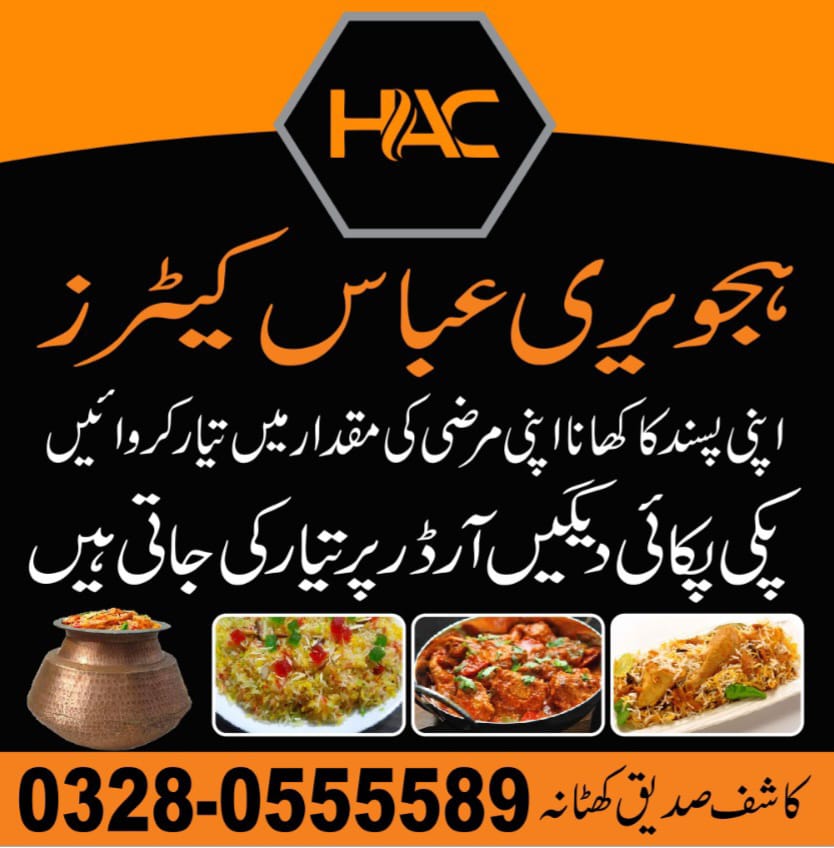 HAC
ہجویری عباس کیٹرز
اپنی پسند کا کھانا اپنی مرضی کی مقدار میں تیار کروائیں
پکی پکائی دیگیں آرڈر پر تیار کی جاتی ہیں
کاشف صدیق کھٹانہ 0328-0555589